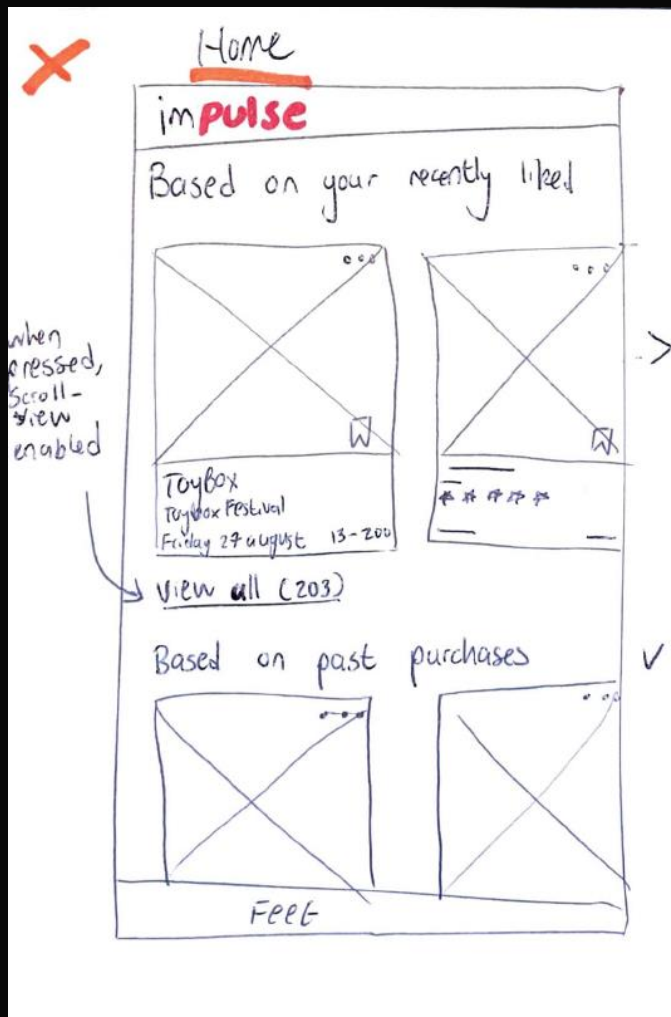 Home
impulse
Based on your recently liked
when
pressed,
scroll-
view
enabled
ToyBox
Toybox Festival
Friday 27 august 13-200
view all (203)
Based on past purchases
Feet